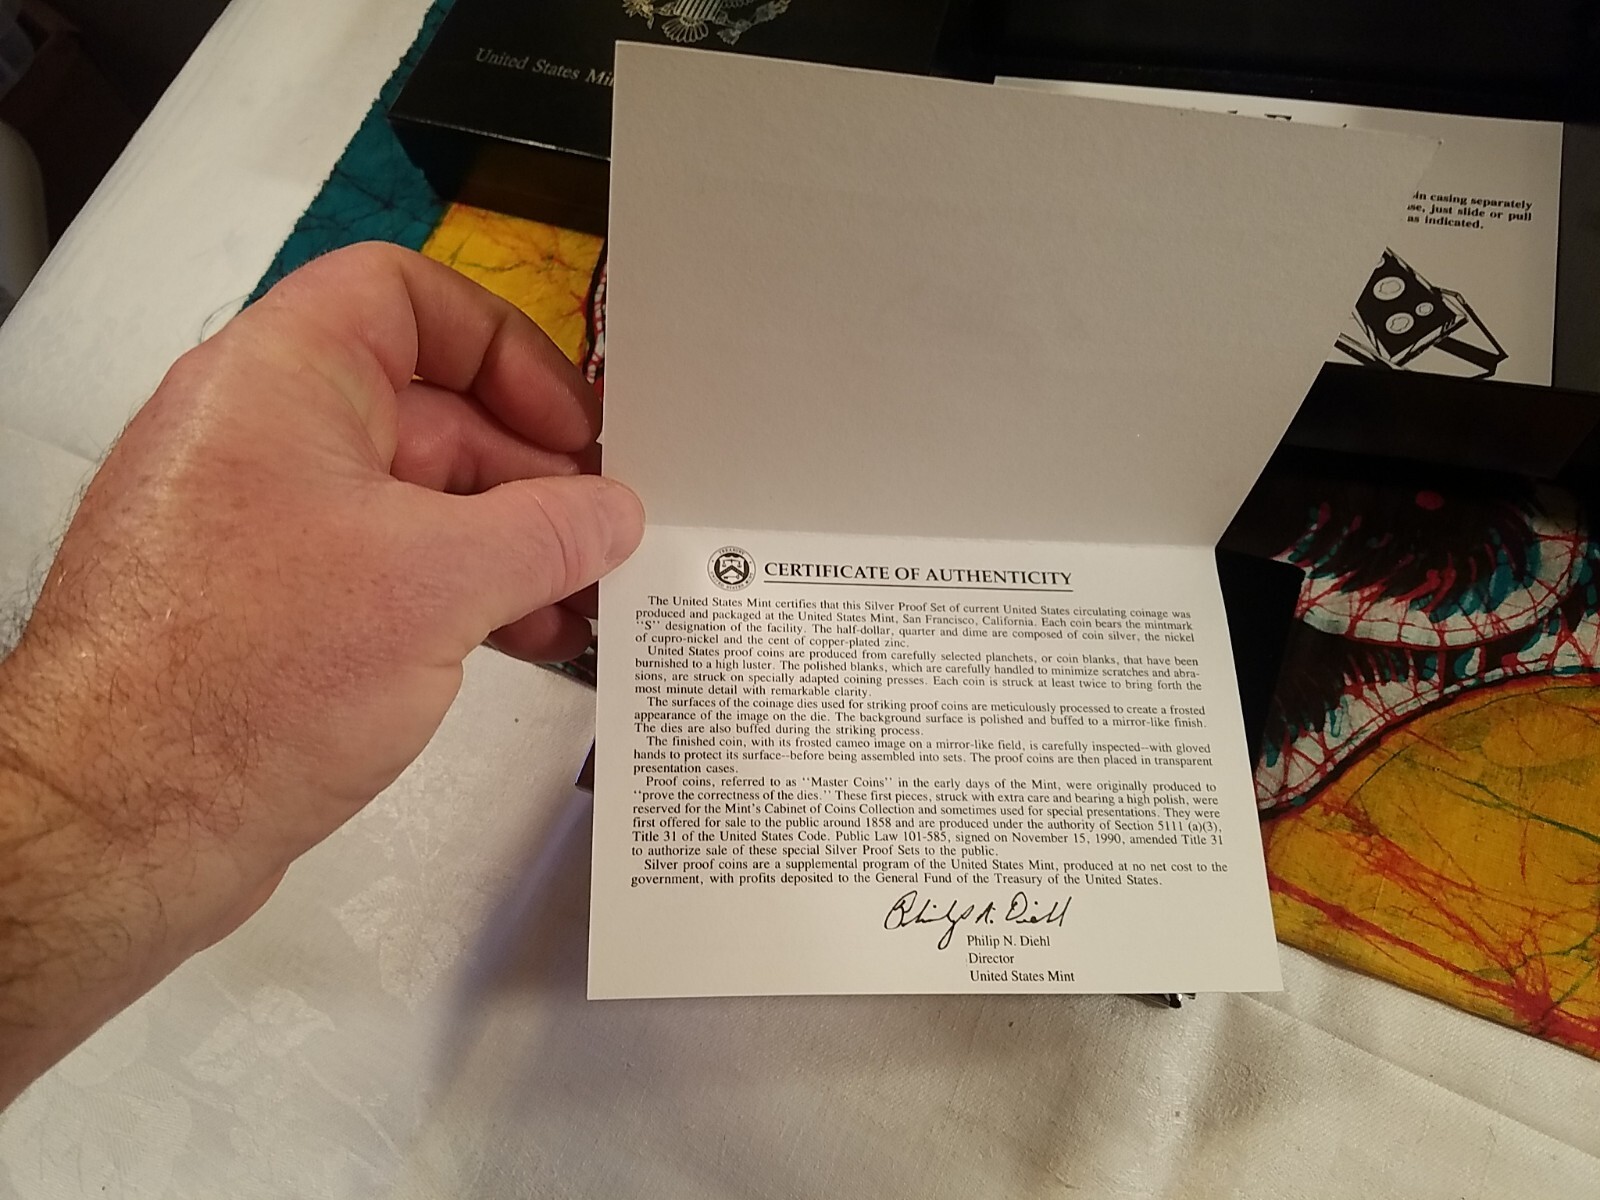 United States
in casing separately
just slide or pull
as indicated.
CERTIFICATE OF AUTHENTICITY
The United States Mint certifies that this Silver Proof Set of current United States circulating coinage was
produced and packaged at the United States Mint, San Francisco, California. Each coin bears the mintmark
‘‘S’’ designation of the facility. The half-dollar, quarter and dime are composed of coin silver, the nickel
of cupro-nickel and the cent of copper-plated zinc.
United States proof coins are produced from carefully selected planchets, or coin blanks, that have been
burnished to a high luster. The polished blanks, which are carefully handled to minimize scratches and abra-
sions, are struck on specially adapted coining presses. Each coin is struck at least twice to bring forth the
most minute detail with remarkable clarity.
The surfaces of the coinage dies used for striking proof coins are meticulously processed to create a frosted
appearance of the image on the die. The background surface is polished and buffed to a mirror-like finish.
The dies are also buffed during the striking process.
The finished coin, with its frosted cameo image on a mirror-like field, is carefully inspected--with gloved
hands to protect its surface--before being assembled into sets. The proof coins are then placed in transparent
presentation cases.
Proof coins, referred to as ‘‘Master Coins’’ in the early days of the Mint, were originally produced to
‘‘prove the correctness of the dies.’’ These first pieces, struck with extra care and bearing a high polish, were
reserved for the Mint's Cabinet of Coins Collection and sometimes used for special presentations. They were
first offered for sale to the public around 1858 and are produced under the authority of Section 5111 (a)(3),
Title 31 of the United States Code. Public Law 101-585, signed on November 15, 1990, amended Title 31
to authorize sale of these special Silver Proof Sets to the public.
Silver proof coins are a supplemental program of the United States Mint, produced at no net cost to the
government, with profits deposited to the General Fund of the Treasury of the United States.
Philip N. Diehl
Philip N. Diehl
Director
United States Mint